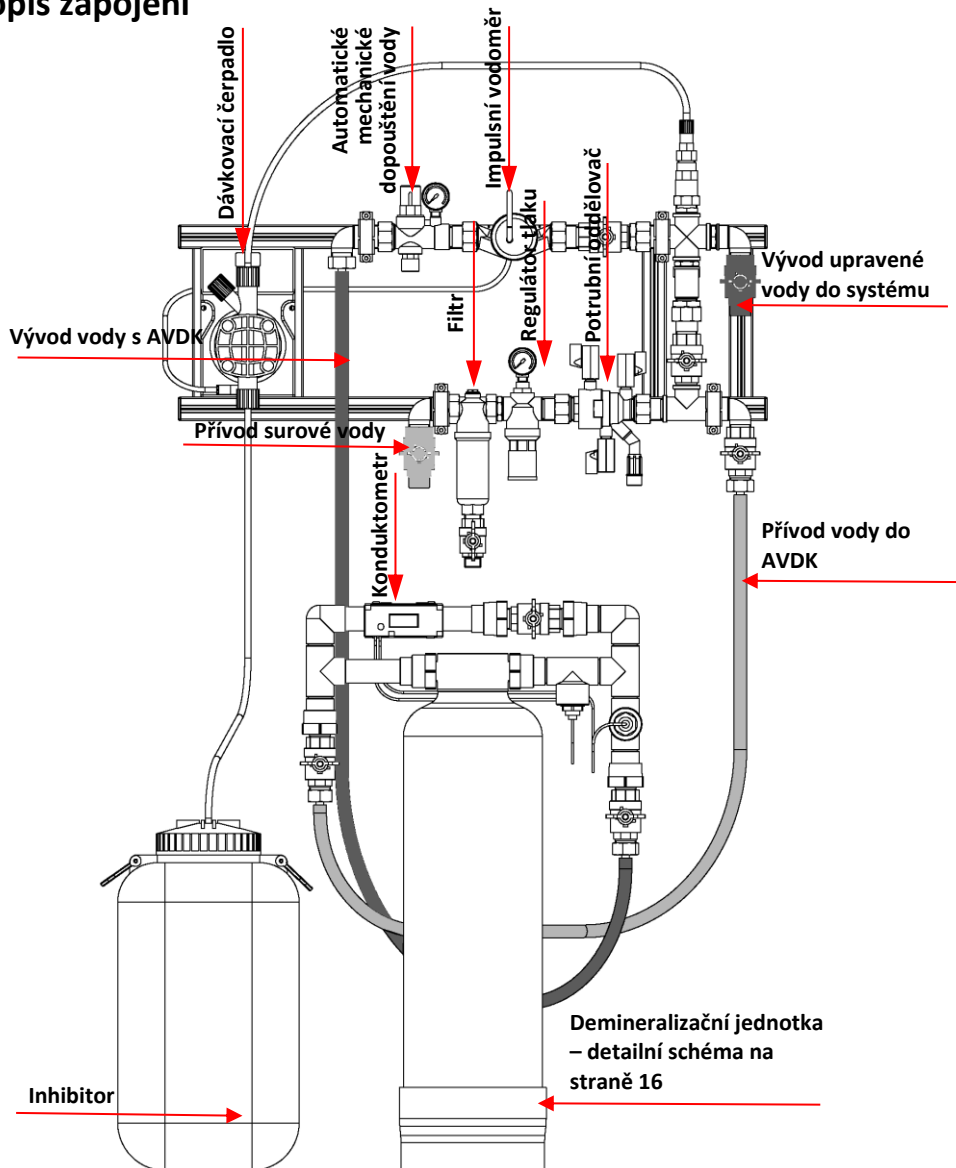 opis zapojení
Dávkovací čerpadlo
Automatické
mechanické
dopouštění vody
Impulsní vodoměr
Filtr
Regulátor tlaku
Potrubní oddělovač
Vývod upravené
vody do systému
Vývod vody s AVDK
Přívod surové vody
Konduktometr
Přívod vody do
AVDK
Demineralizační jednotka
– detailní schéma na
straně 16
Inhibitor